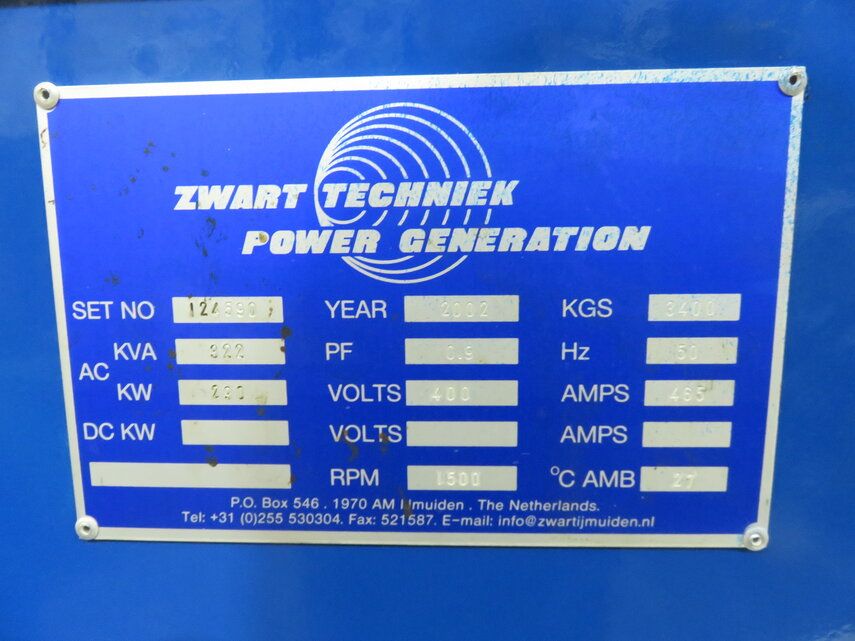 ZWART TECHNIEK
POWER GENERATION
SET NO 124590 YEAR 2002 KGS 3400
AC KVA 322 PF 0.9 Hz 50
KW 290 VOLTS 400 AMPS 465
DC KW VOLTS AMPS
RPM 1500 °C AMB 27
P.O. Box 546 . 1970 AM IJmuiden . The Netherlands.
Tel: +31 (0)255 530304. Fax: 521587. E-mail: info@zwartijmuiden.nl